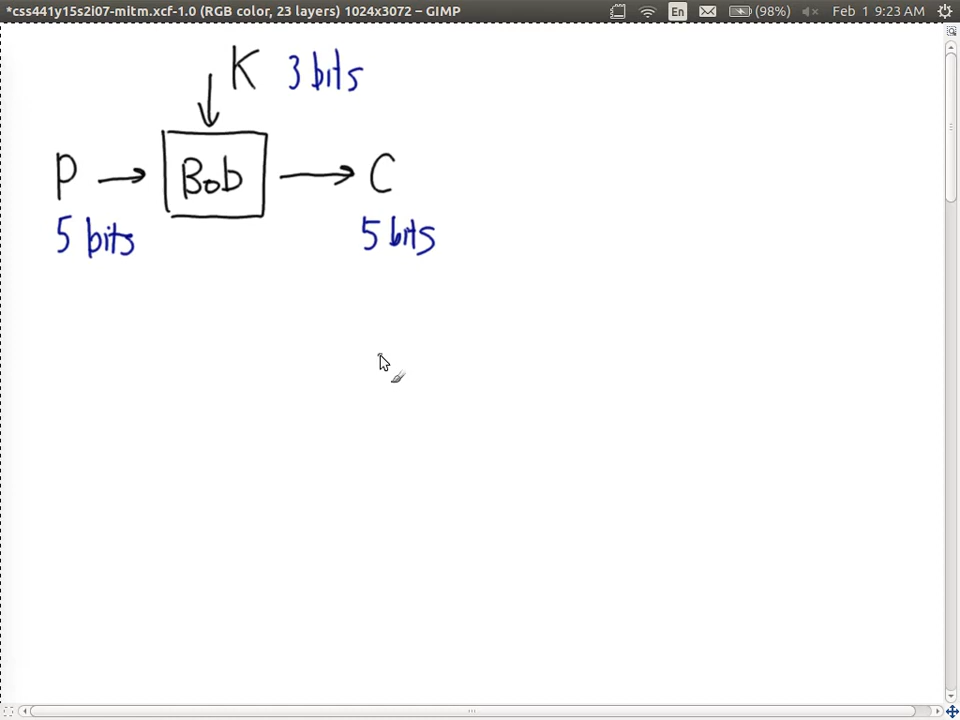 *css441y15s2i07-mitm.xcf-1.0 (RGB color, 23 layers) 1024x3072 – GIMP En (98%) Feb 1 9:23 AM
K 3 bits
P Bob C
5 bits 5 bits